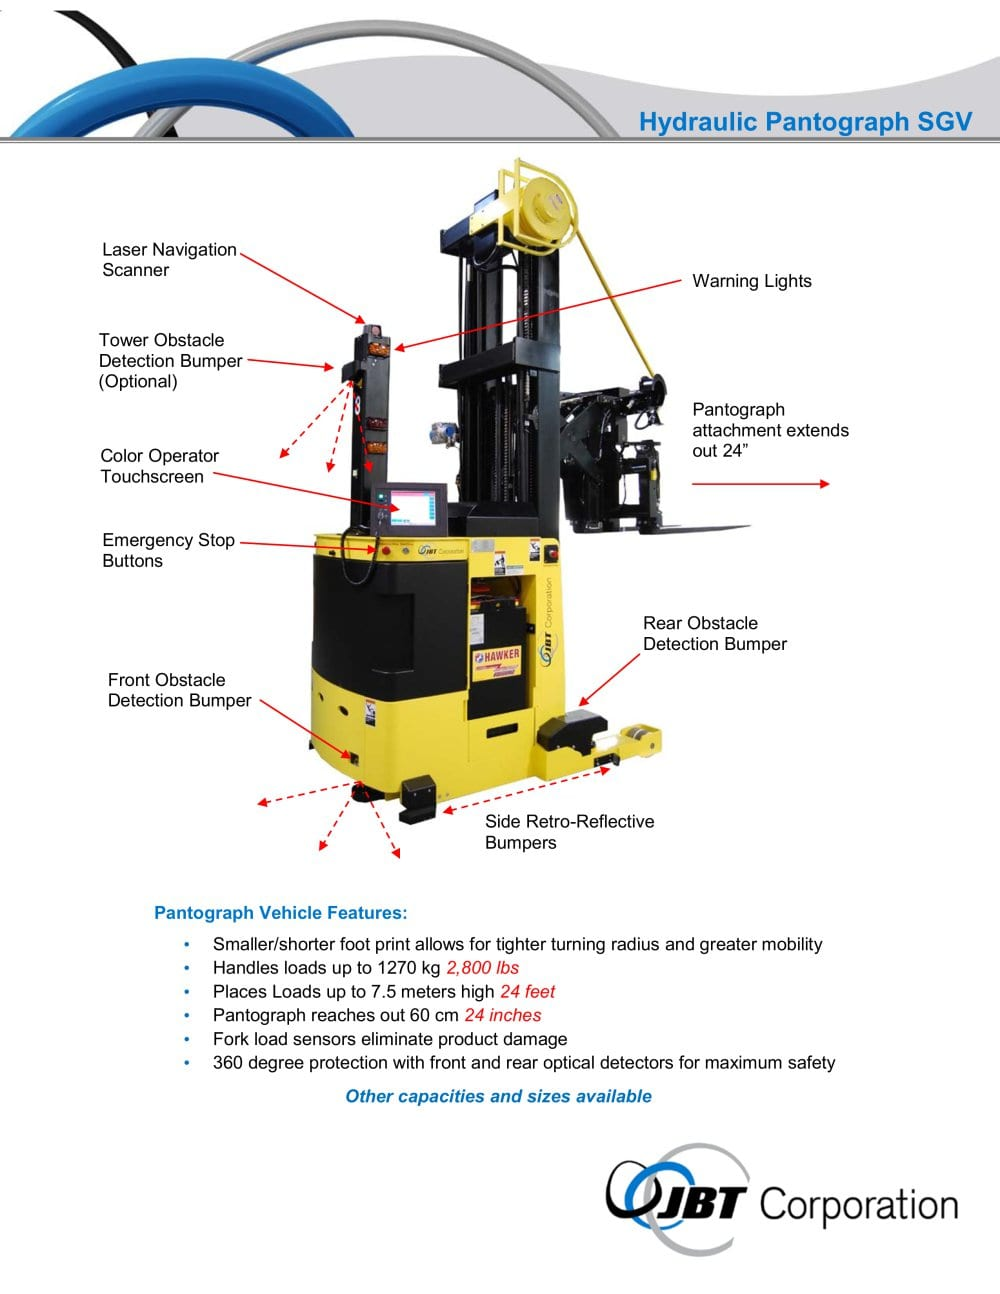 Hydraulic Pantograph SGV
Laser Navigation
Scanner
Warning Lights
Tower Obstacle
Detection Bumper
(Optional)
Pantograph
attachment extends
out 24”
Color Operator
Touchscreen
Emergency Stop
Buttons
JBT Corporation
JBT Corporation
HAWKER
Rear Obstacle
Detection Bumper
Front Obstacle
Detection Bumper
Side Retro-Reflective
Bumpers
Pantograph Vehicle Features:
• Smaller/shorter foot print allows for tighter turning radius and greater mobility
• Handles loads up to 1270 kg 2,800 lbs
• Places Loads up to 7.5 meters high 24 feet
• Pantograph reaches out 60 cm 24 inches
• Fork load sensors eliminate product damage
• 360 degree protection with front and rear optical detectors for maximum safety
Other capacities and sizes available
JBT Corporation